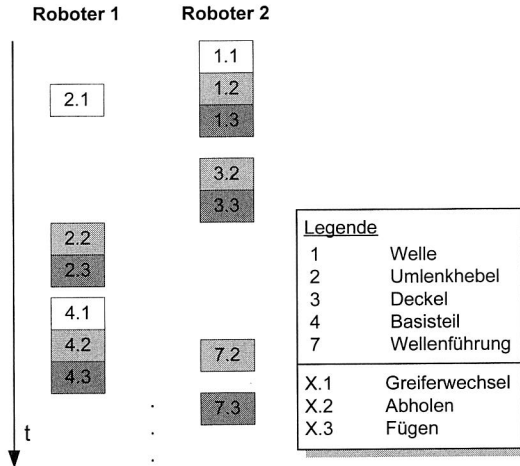 Roboter 1
Roboter 2
1.1
2.1
1.2
1.3
3.2
3.3
2.2
2.3
4.1
4.2
4.3
7.2
7.3
t
Legende
1 Welle
2 Umlenkhebel
3 Deckel
4 Basisteil
7 Wellenführung
X.1 Greiferwechsel
X.2 Abholen
X.3 Fügen